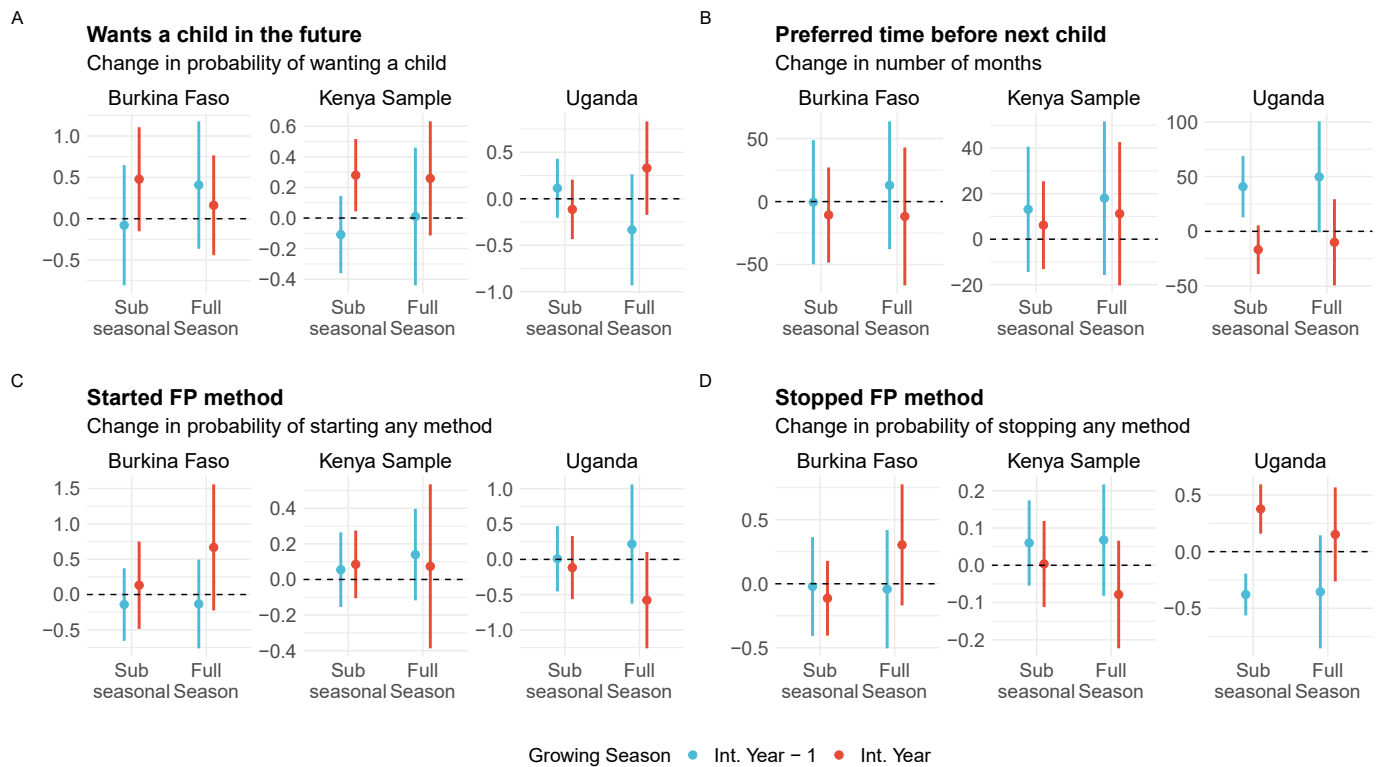 A
Wants a child in the future
Change in probability of wanting a child
Burkina Faso
Kenya Sample
Uganda
1.0
0.5
0.0
−0.5
0.6
0.4
0.2
0.0
−0.2
−0.4
0.5
0.0
−0.5
−1.0
Sub
seasonal
Full
Season
Sub
seasonal
Full
Season
Sub
seasonal
Full
Season
B
Preferred time before next child
Change in number of months
Burkina Faso
Kenya Sample
Uganda
50
0
−50
40
20
0
−20
100
50
0
−50
Sub
seasonal
Full
Season
Sub
seasonal
Full
Season
Sub
seasonal
Full
Season
C
Started FP method
Change in probability of starting any method
Burkina Faso
Kenya Sample
Uganda
1.5
1.0
0.5
0.0
−0.5
0.4
0.2
0.0
−0.2
−0.4
1.0
0.5
0.0
−0.5
−1.0
Sub
seasonal
Full
Season
Sub
seasonal
Full
Season
Sub
seasonal
Full
Season
D
Stopped FP method
Change in probability of stopping any method
Burkina Faso
Kenya Sample
Uganda
0.5
0.0
−0.5
0.2
0.1
0.0
−0.1
−0.2
0.5
0.0
−0.5
Sub
seasonal
Full
Season
Sub
seasonal
Full
Season
Sub
seasonal
Full
Season
Growing Season
Int. Year − 1
Int. Year